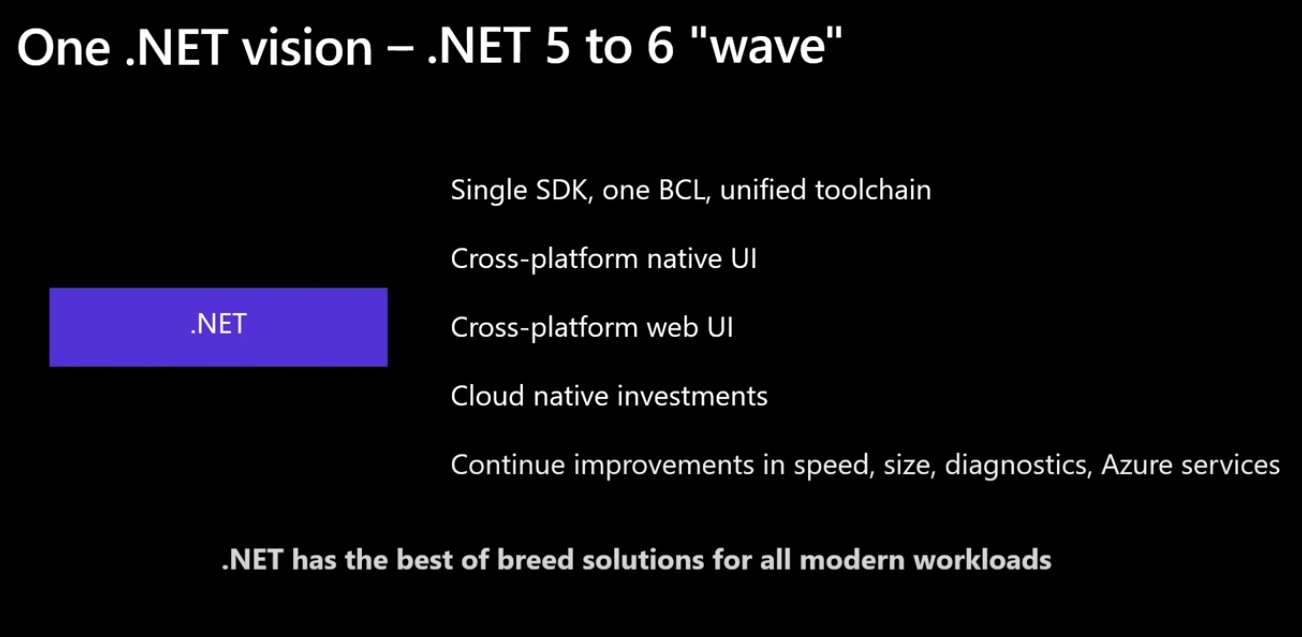 One .NET vision – .NET 5 to 6 "wave"
Single SDK, one BCL, unified toolchain
Cross-platform native UI
.NET
Cross-platform web UI
Cloud native investments
Continue improvements in speed, size, diagnostics, Azure services
.NET has the best of breed solutions for all modern workloads